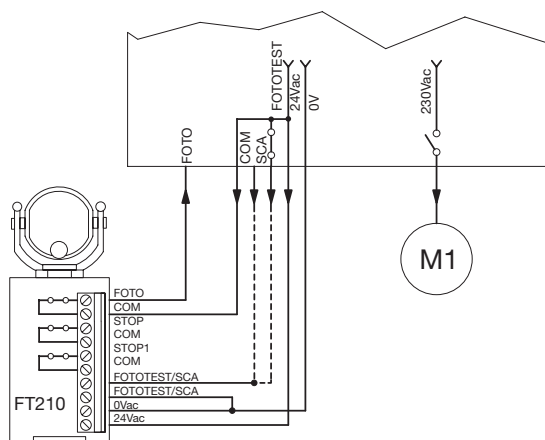 FOTOTEST
24Vac
0V
230Vac
FOTO
COM
SCA
M1
FOTO
COM
STOP
COM
STOP1
COM
FOTOTEST/SCA
FOTOTEST/SCA
0Vac
24Vac
FT210